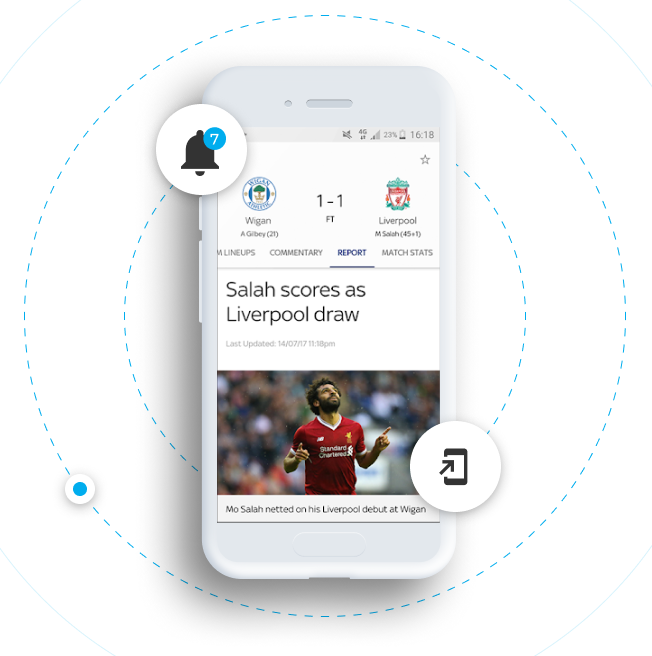 7
4G 23% 16:18
WIGAN
ATHLETIC
1-1
FT
Wigan
Liverpool
A Gilbey (21)
M Salah (45+1)
M LINEUPS COMMENTARY REPORT MATCH STATS
Salah scores as
Liverpool draw
Last Updated: 14/07/17 11:18pm
Standard
Chartered
Mo Salah netted on his Liverpool debut at Wigan